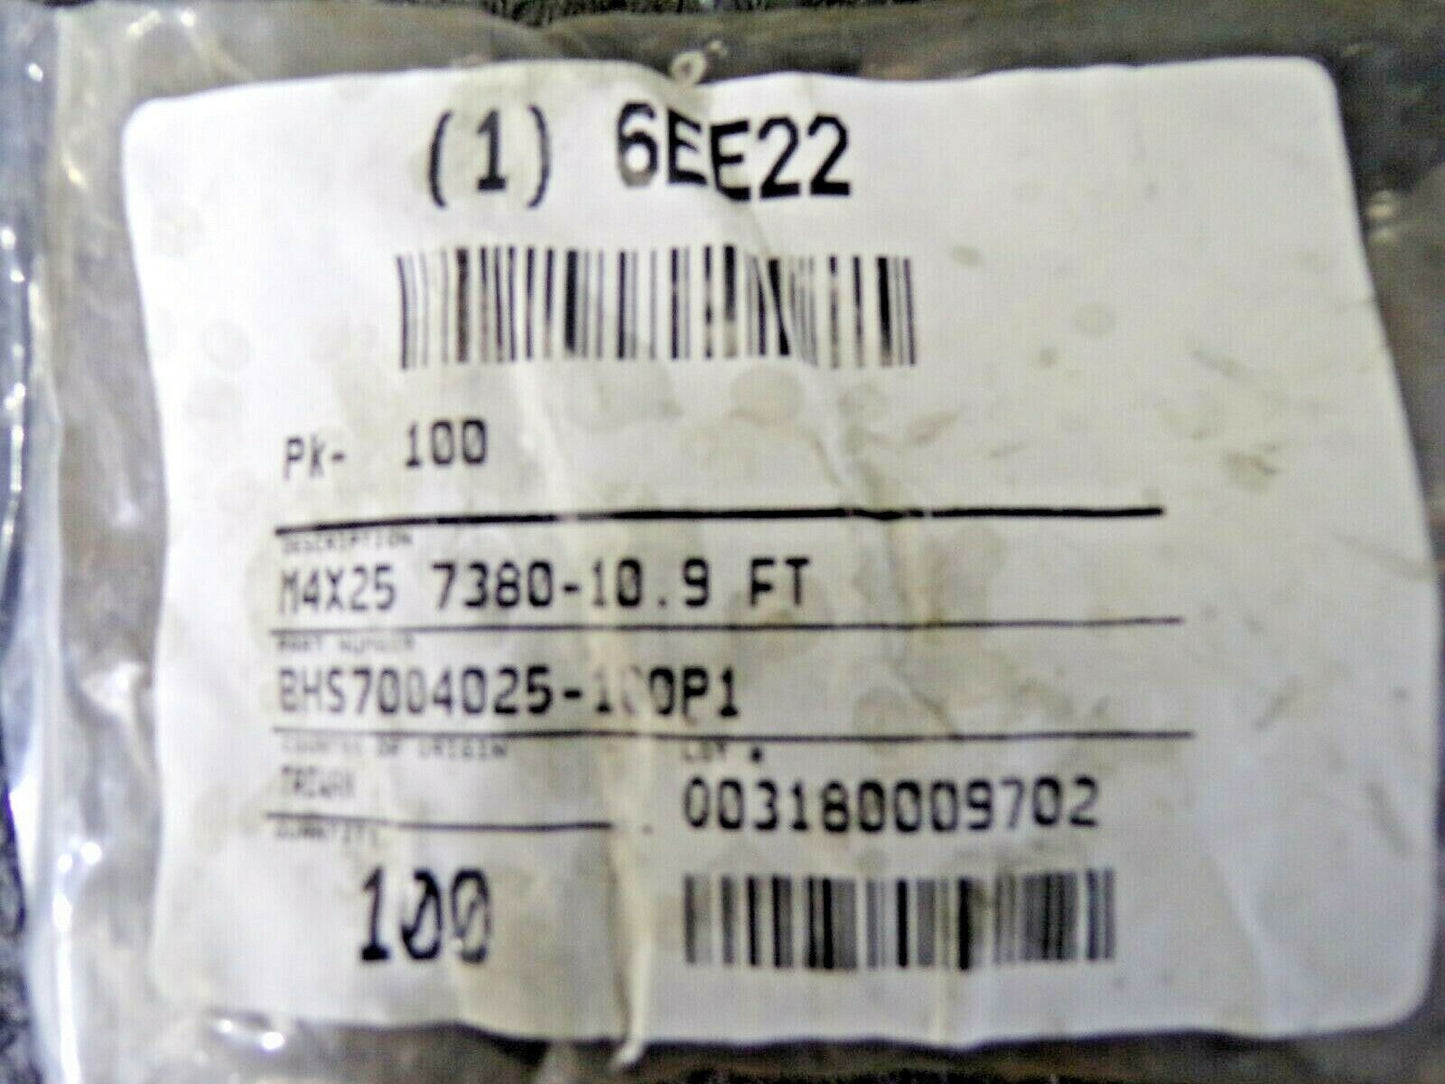 (1) 6EE22
Pk- 100
DESCRIPTION
M4X25 7380-10.9 FT
PART NUMBER
BHS7004025-100P1
COUNTRY OF ORIGIN LOT #
TAIWAN
003180009702
QUANTITY
100